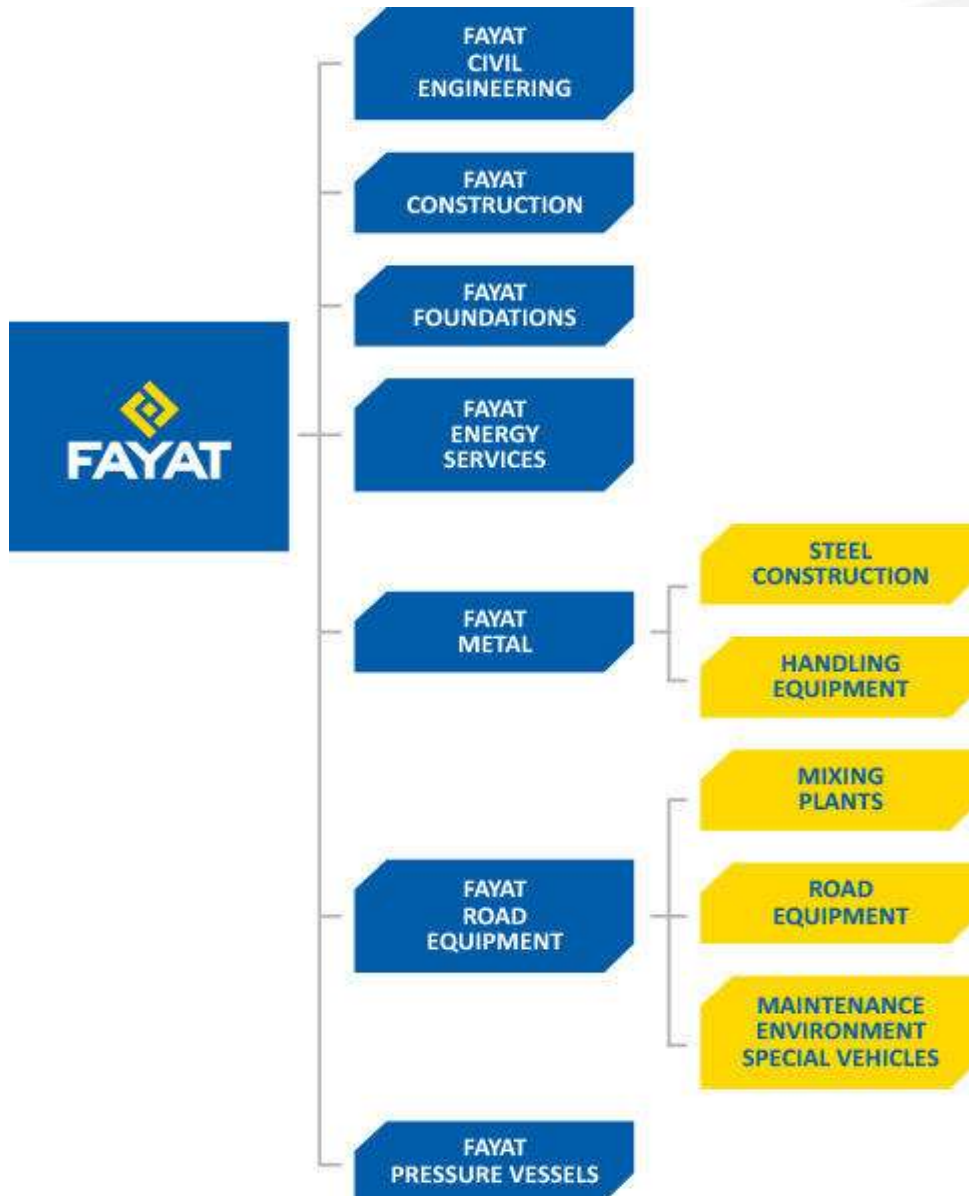 FAYAT
CIVIL
ENGINEERING
FAYAT
CONSTRUCTION
FAYAT
FOUNDATIONS
FAYAT
FAYAT
ENERGY
SERVICES
STEEL
CONSTRUCTION
FAYAT
METAL
HANDLING
EQUIPMENT
MIXING
PLANTS
FAYAT
ROAD
EQUIPMENT
ROAD
EQUIPMENT
MAINTENANCE
ENVIRONMENT
SPECIAL VEHICLES
FAYAT
PRESSURE VESSELS